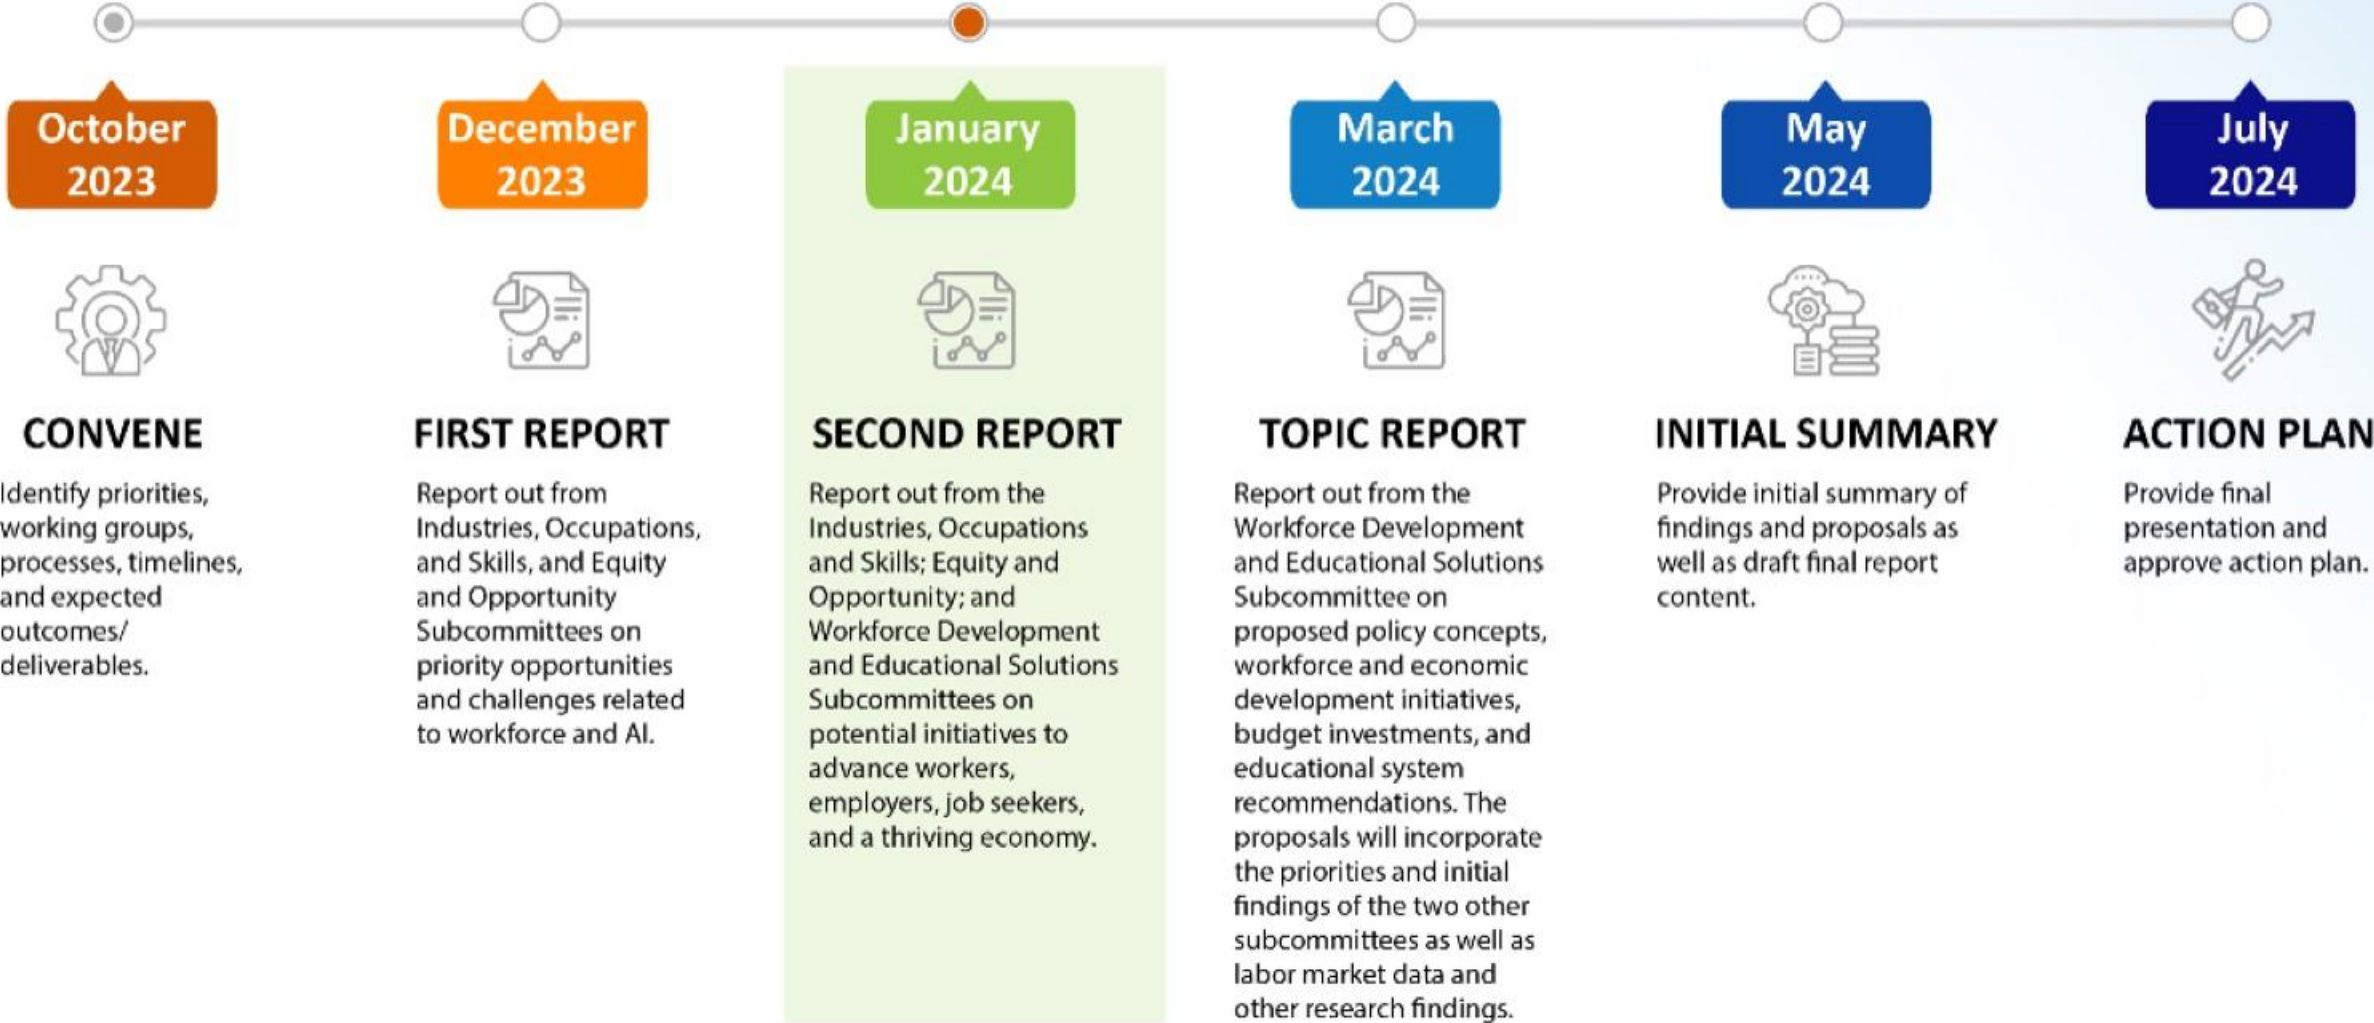 October
2023
December
2023
January
2024
March
2024
May
2024
July
2024
CONVENE
Identify priorities,
working groups,
processes, timelines,
and expected
outcomes/
deliverables.
FIRST REPORT
Report out from
Industries, Occupations,
and Skills, and Equity
and Opportunity
Subcommittees on
priority opportunities
and challenges related
to workforce and AI.
SECOND REPORT
Report out from the
Industries, Occupations
and Skills; Equity and
Opportunity; and
Workforce Development
and Educational Solutions
Subcommittees on
potential initiatives to
advance workers,
employers, job seekers,
and a thriving economy.
TOPIC REPORT
Report out from the
Workforce Development
and Educational Solutions
Subcommittee on
proposed policy concepts,
workforce and economic
development initiatives,
budget investments, and
educational system
recommendations. The
proposals will incorporate
the priorities and initial
findings of the two other
subcommittees as well as
labor market data and
other research findings.
INITIAL SUMMARY
Provide initial summary of
findings and proposals as
well as draft final report
content.
ACTION PLAN
Provide final
presentation and
approve action plan.